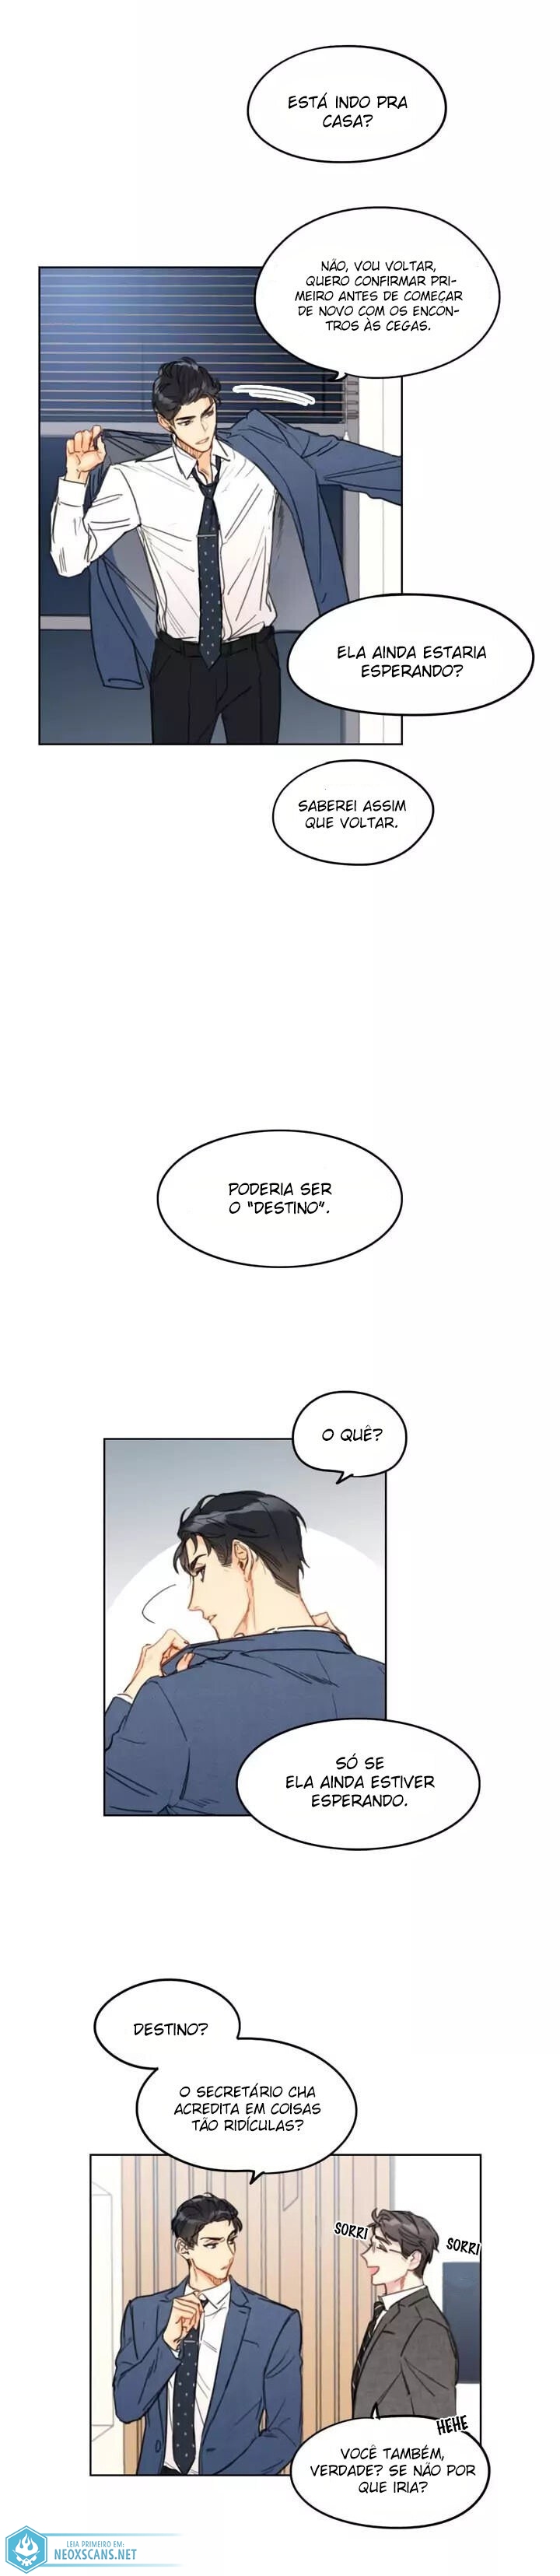 ESTÁ INDO PRA
CASA?
NÃO, VOU VOLTAR,
QUERO CONFIRMAR PRI-
MEIRO ANTES DE COMEÇAR
DE NOVO COM OS ENCON-
TROS ÀS CEGAS.
ELA AINDA ESTARIA
ESPERANDO?
SABEREI ASSIM
QUE VOLTAR.
PODERIA SER
O "DESTINO".
O QUÊ?
SÓ SE
ELA AINDA ESTIVER
ESPERANDO.
DESTINO?
O SECRETÁRIO CHA
ACREDITA EM COISAS
TÃO RIDÍCULAS?
SORRI
SORRI
HEHE
VOCÊ TAMBÉM,
VERDADE? SE NÃO POR
QUE IRIA?
LEIA PRIMEIRO EM:
NEOXSCANS.NET